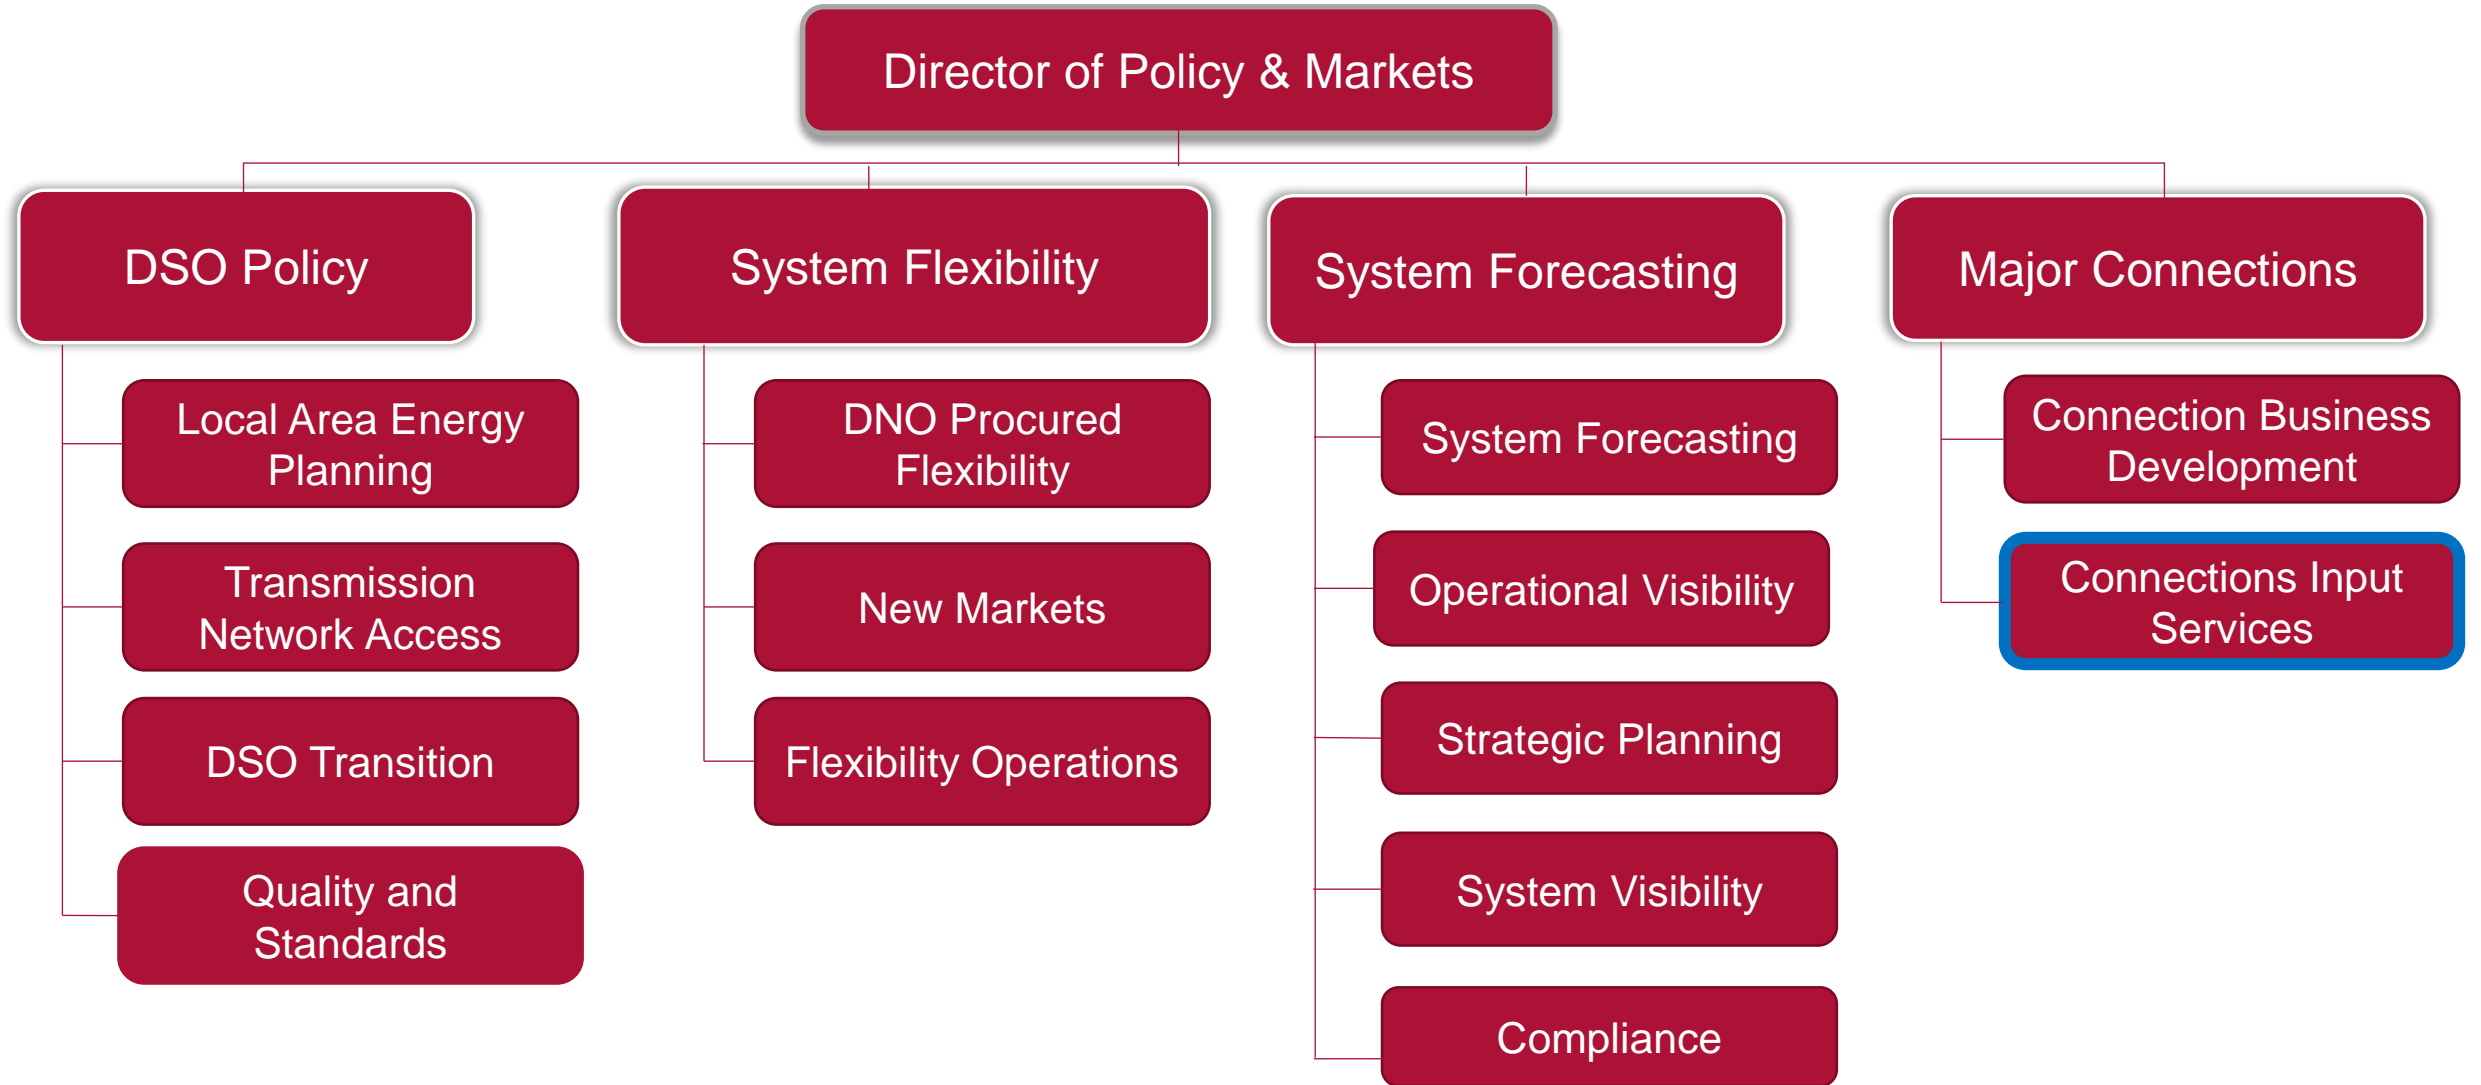 Director of Policy & Markets
DSO Policy
System Flexibility
System Forecasting
Major Connections
Local Area Energy
Planning
Transmission
Network Access
DSO Transition
Quality and
Standards
DNO Procured
Flexibility
New Markets
Flexibility Operations
System Forecasting
Operational Visibility
Strategic Planning
System Visibility
Compliance
Connection Business
Development
Connections Input
Services